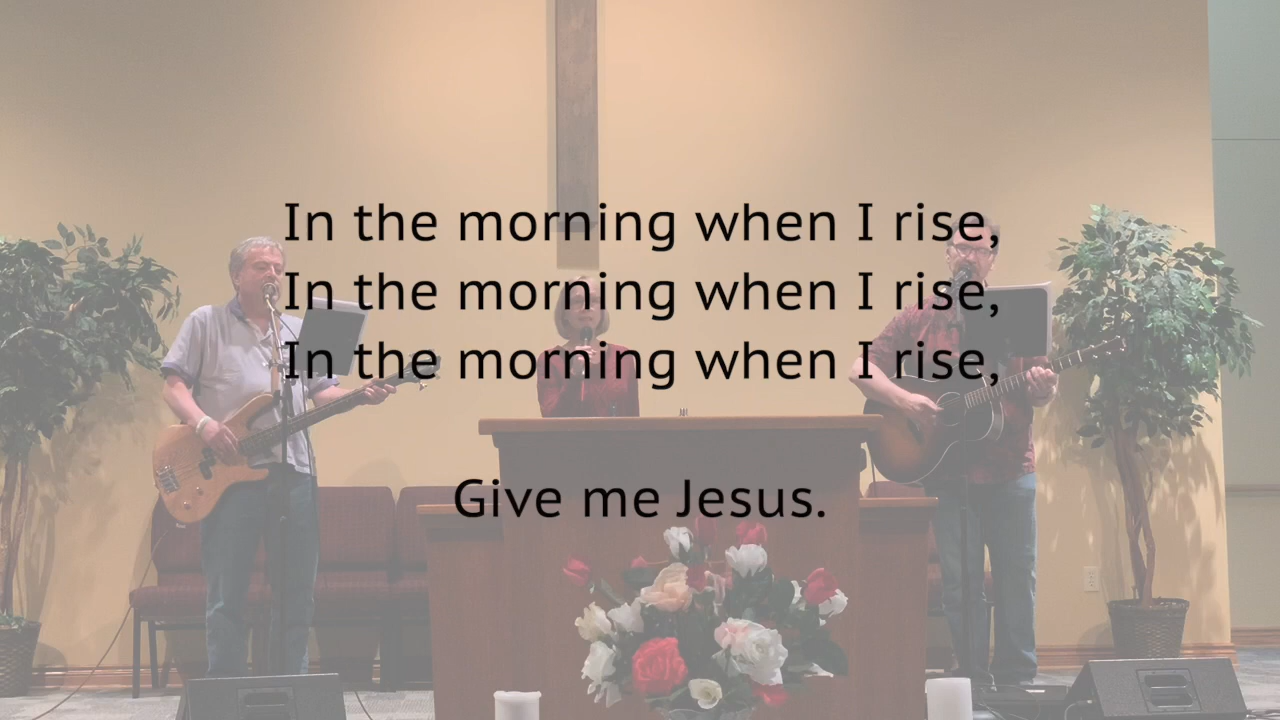 In the morning when I rise,
In the morning when I rise,
In the morning when I rise,
Give me Jesus.